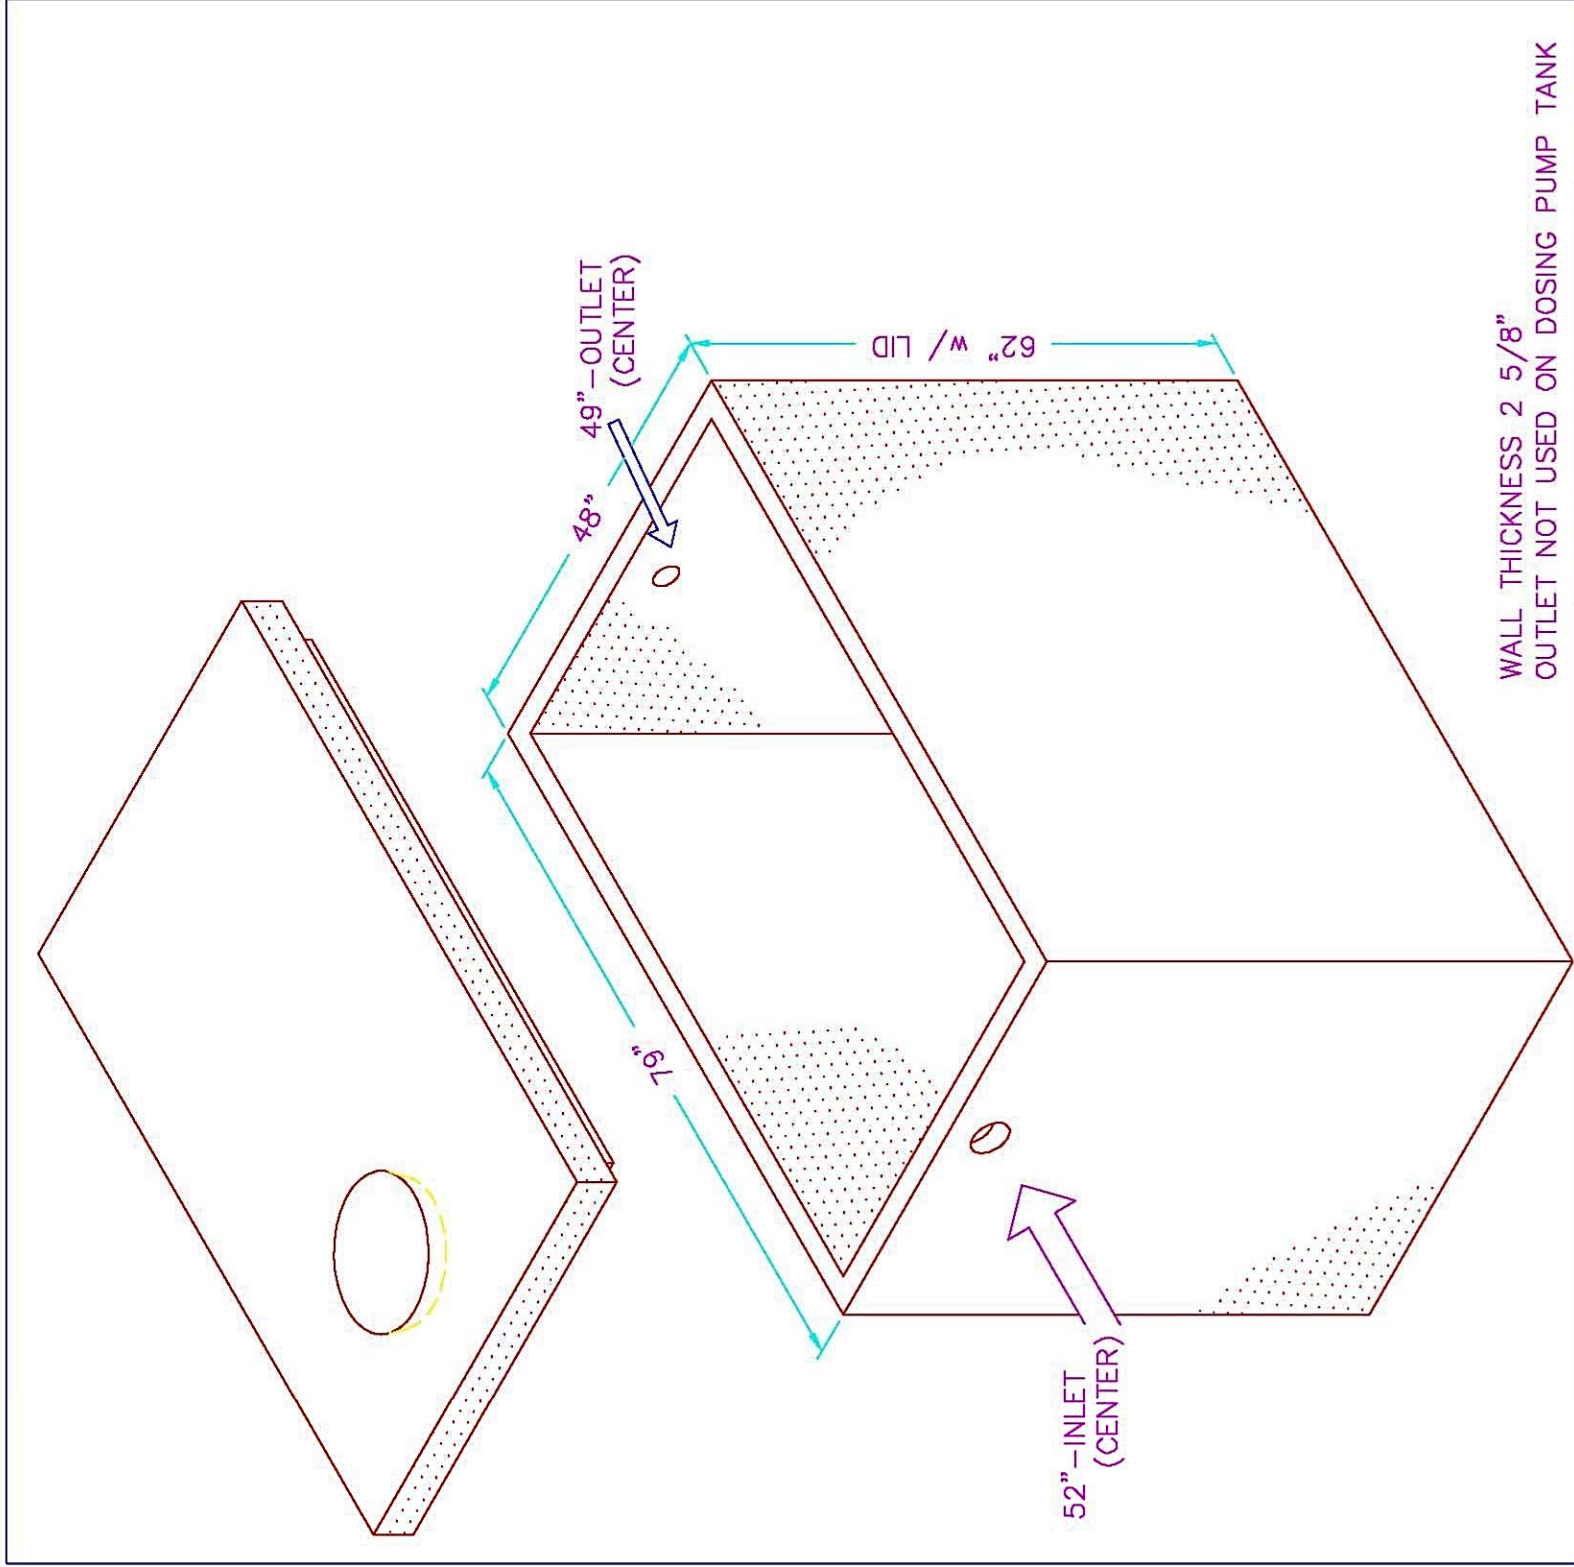 49"-OUTLET
(CENTER)
48"
62" W/ LID
79"
52"-INLET
(CENTER)
WALL THICKNESS 2 5/8"
OUTLET NOT USED ON DOSING PUMP TANK